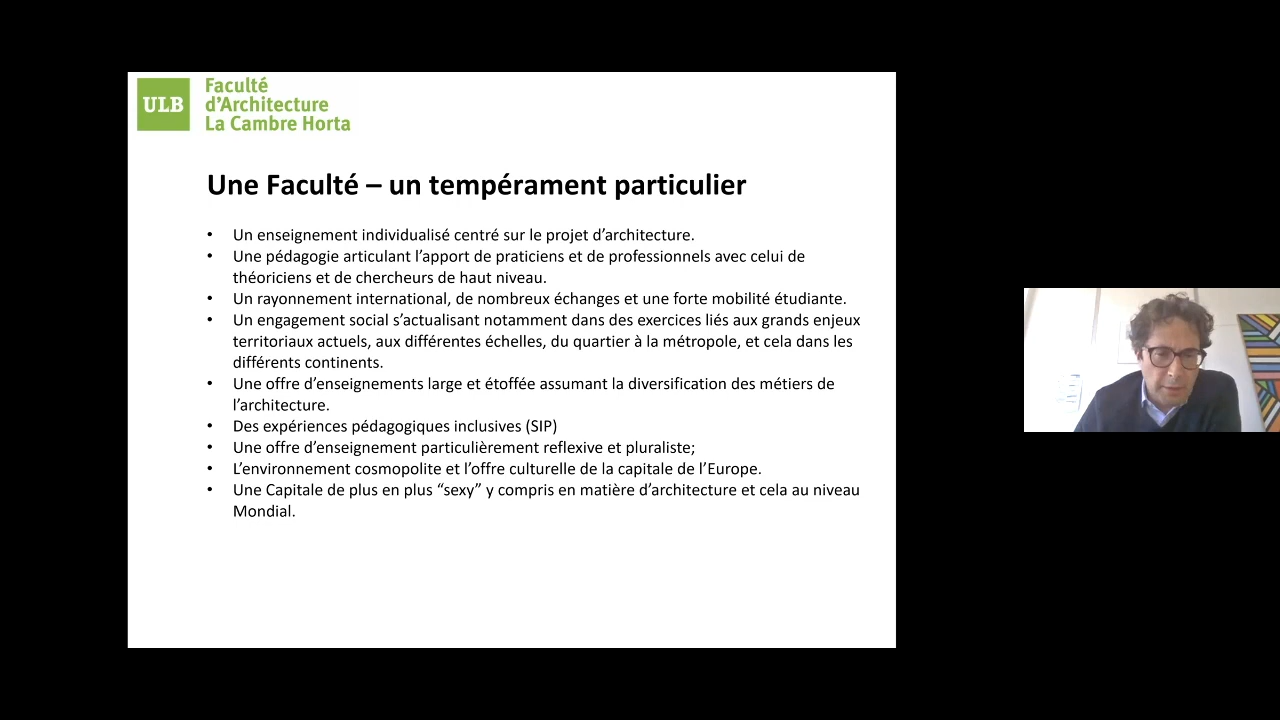 ULB
Faculté
d’Architecture
La Cambre Horta
Une Faculté – un tempérament particulier
• Un enseignement individualisé centré sur le projet d’architecture.
• Une pédagogie articulant l’apport de praticiens et de professionnels avec celui de
théoriciens et de chercheurs de haut niveau.
• Un rayonnement international, de nombreux échanges et une forte mobilité étudiante.
• Un engagement social s’actualisant notamment dans des exercices liés aux grands enjeux
territoriaux actuels, aux différentes échelles, du quartier à la métropole, et cela dans les
différents continents.
• Une offre d’enseignements large et étoffée assumant la diversification des métiers de
l’architecture.
• Des expériences pédagogiques inclusives (SIP)
• Une offre d’enseignement particulièrement reflexive et pluraliste;
• L’environnement cosmopolite et l’offre culturelle de la capitale de l’Europe.
• Une Capitale de plus en plus “sexy” y compris en matière d’architecture et cela au niveau
Mondial.